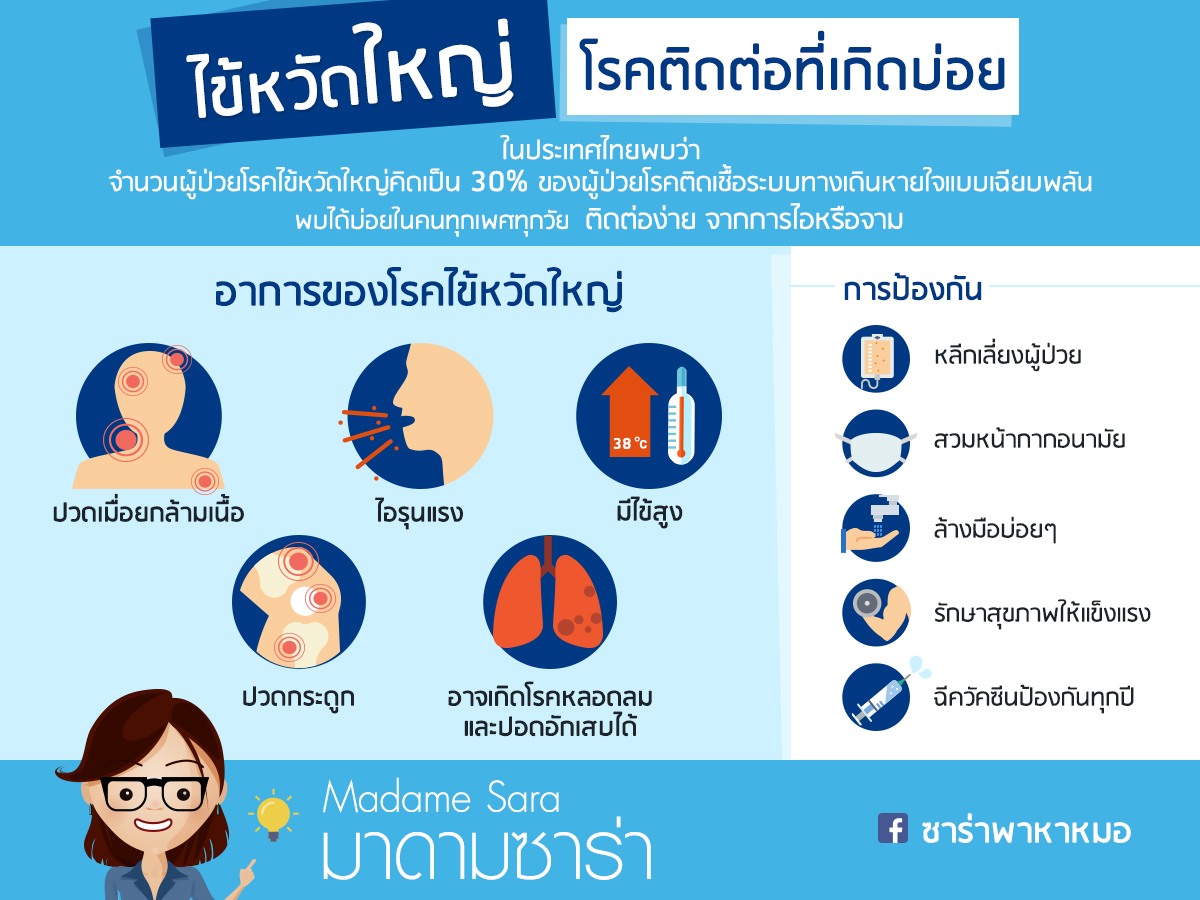 ไข้หวัดใหญ่
โรคติดต่อที่เกิดบ่อย
ในประเทศไทยพบว่า
จำนวนผู้ป่วยโรคไข้หวัดใหญ่คิดเป็น 30% ของผู้ป่วยโรคติดเชื้อระบบทางเดินหายใจแบบเฉียบพลัน
พบได้บ่อยในคนทุกเพศทุกวัย ติดต่อง่าย จากการไอหรือจาม
อาการของโรคไข้หวัดใหญ่
38 °C
ปวดเมื่อยกล้ามเนื้อ
ไอรุนแรง
มีไข้สูง
ปวดกระดูก
อาจเกิดโรคหลอดลม
และปอดอักเสบได้
การป้องกัน
หลีกเลี่ยงผู้ป่วย
สวมหน้ากากอนามัย
ล้างมือบ่อยๆ
รักษาสุขภาพให้แข็งแรง
ฉีดวัคซีนป้องกันทุกปี
Madame Sara
มาดามซาร่า
ซาร่าพาหาหมอ